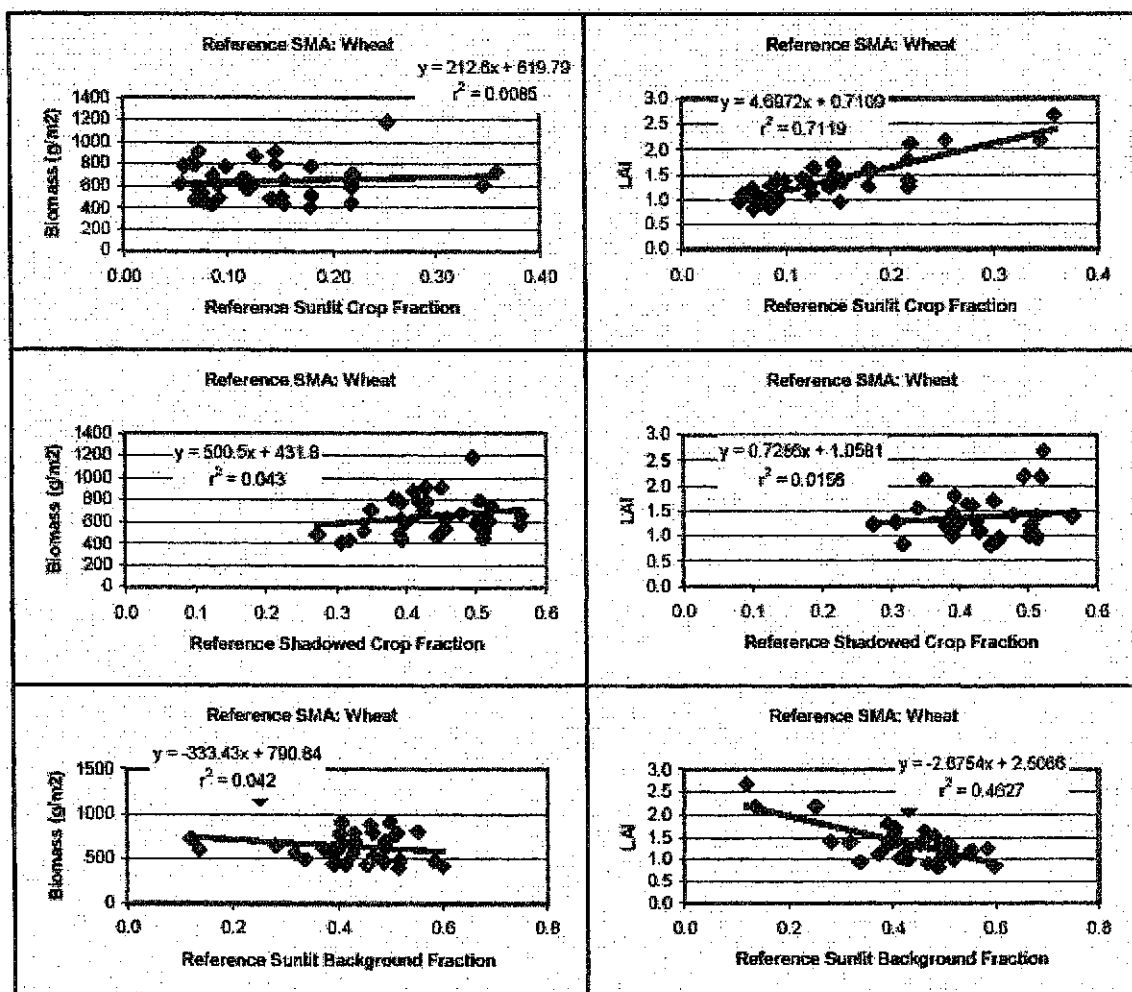 Reference SMA: Wheat
y = 212.6x + 619.79
r² = 0.0085
Biomass (g/m2)
1400
1200
1000
800
600
400
200
0
0.00 0.10 0.20 0.30 0.40
Reference Sunlit Crop Fraction
Reference SMA: Wheat
y = 4.6972x + 0.7109
r² = 0.7119
LAI
3.0
2.5
2.0
1.5
1.0
0.5
0.0
0.0 0.1 0.2 0.3 0.4
Reference Sunlit Crop Fraction
Reference SMA: Wheat
y = 500.5x +
r² = 0.043
Biomass (g/m2)
1400
1200
1000
800
600
400
200
0
0.0 0.1 0.2 0.3 0.4 0.5 0.6
Reference Shadowed Crop Fraction
Reference SMA: Wheat
y = 0.7286x + 1.0581
r² = 0.0156
LAI
3.0
2.5
2.0
1.5
1.0
0.5
0.0
0.0 0.1 0.2 0.3 0.4 0.5 0.6
Reference Shadowed Crop Fraction
Reference SMA: Wheat
y = -333.43x + 790.84
r² = 0.042
Biomass (g/m2)
1500
1000
500
0
0.0 0.2 0.4 0.6 0.8
Reference Sunlit Background Fraction
Reference SMA: Wheat
y = -2.6754x + 2.5066
r² = 0.4627
LAI
3.0
2.5
2.0
1.5
1.0
0.5
0.0
0.0 0.2 0.4 0.6 0.8
Reference Sunlit Background Fraction